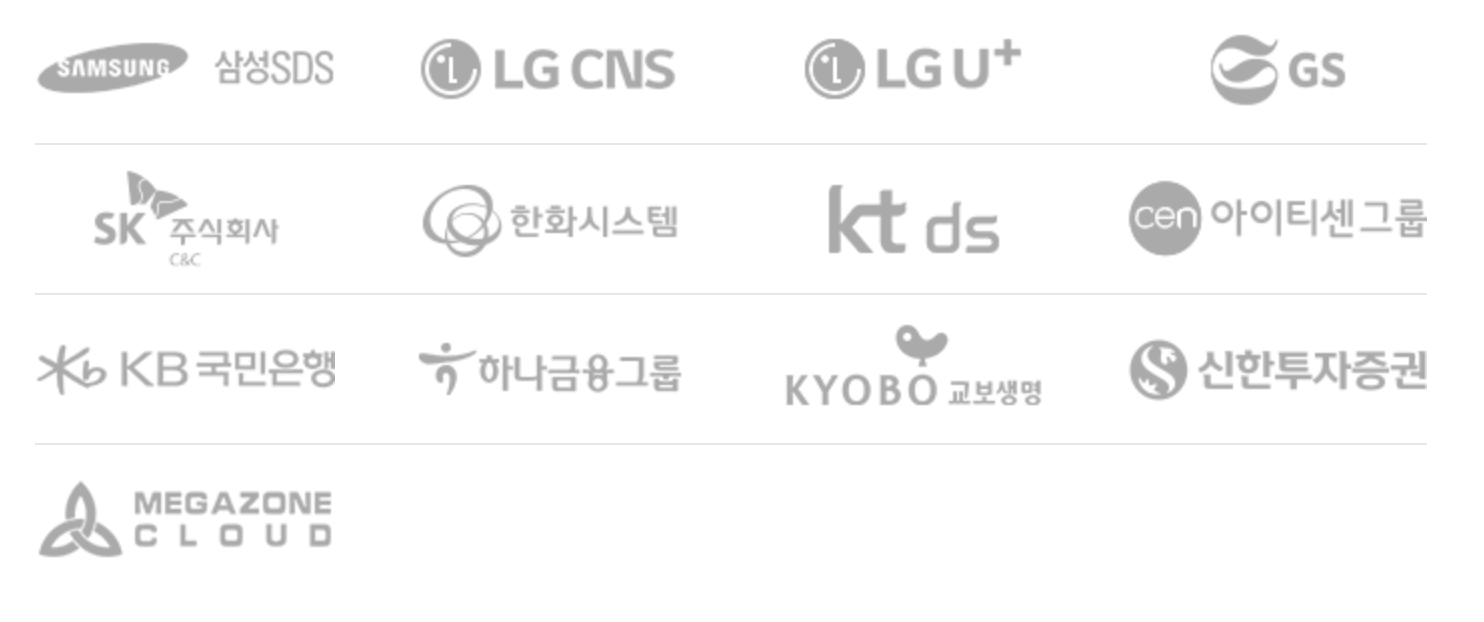 SAMSUNG 삼성SDS
LG CNS
LG U+
GS
SK 주식회사
C&C
한화시스템
kt ds
cen 아이티센그룹
Kb KB국민은행
하나금융그룹
KYOBO 교보생명
신한투자증권
MEGAZONE
CLOUD